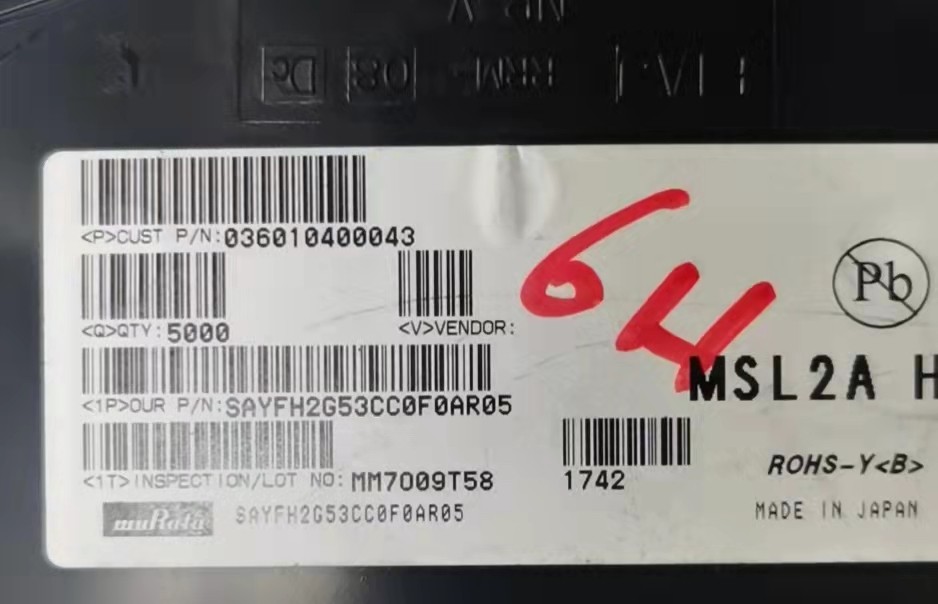 <P>CUST P/N:036010400043
<Q>QTY:5000
<V>VENDOR:
6H
Pb
<1P>OUR P/N:SAYFH2G53CC0F0AR05
MSL2A H
<1T>INSPECTION/LOT NO:MM7009T58
1742
ROHS-Y<B>
muRata
SAYFH2G53CC0F0AR05
MADE IN JAPAN